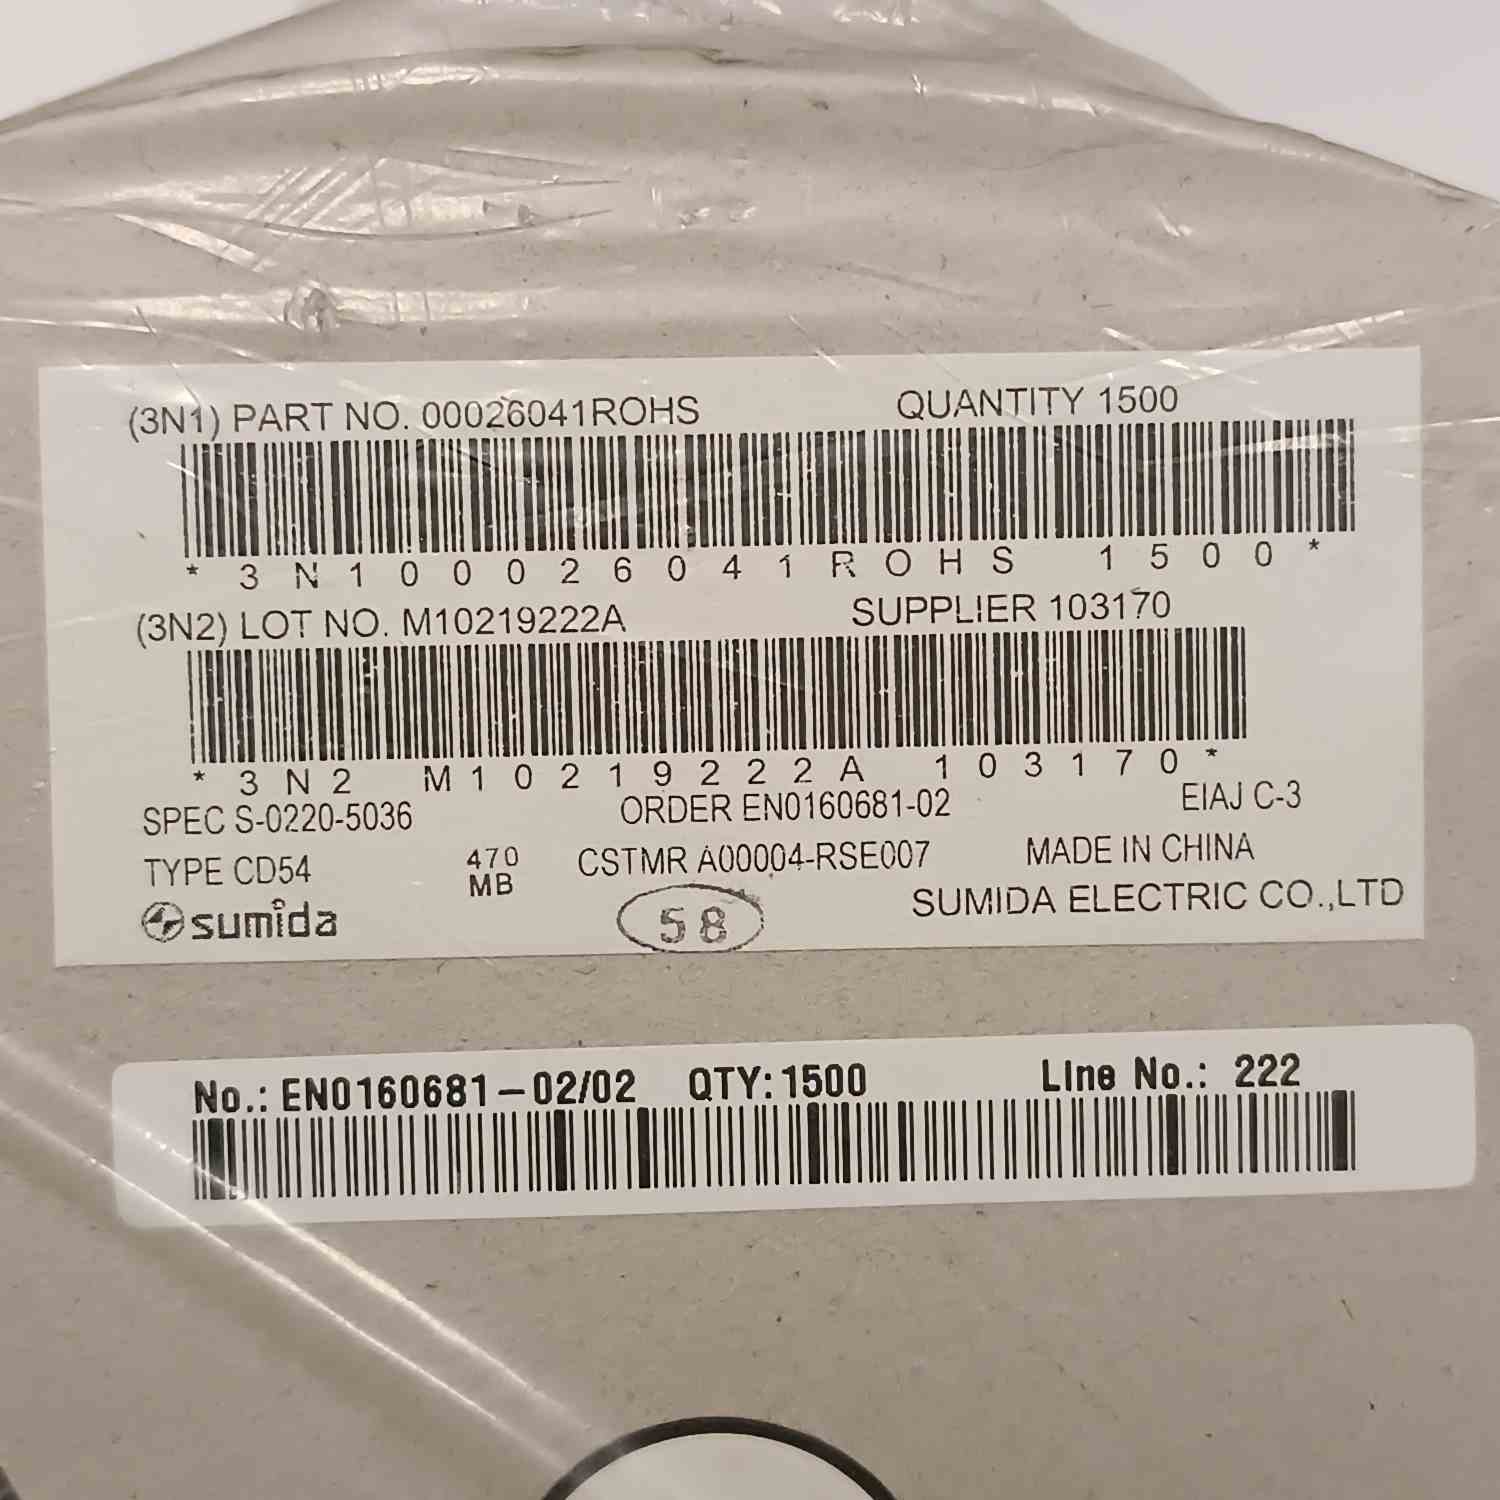 (3N1) PART NO. 00026041ROHS QUANTITY 1500
* 3 N 1 0 0 0 2 6 0 4 1 R O H S 1 5 0 0 *
(3N2) LOT NO. M10219222A SUPPLIER 103170
* 3 N 2 M 1 0 2 1 9 2 2 2 A 1 0 3 1 7 0 *
SPEC S-0220-5036 ORDER EN0160681-02 EIAJ C-3
TYPE CD54 470 MB CSTMR A00004-RSE007 MADE IN CHINA
sumida 58 SUMIDA ELECTRIC CO.,LTD
No.: EN0160681-02/02 QTY: 1500 Line No.: 222